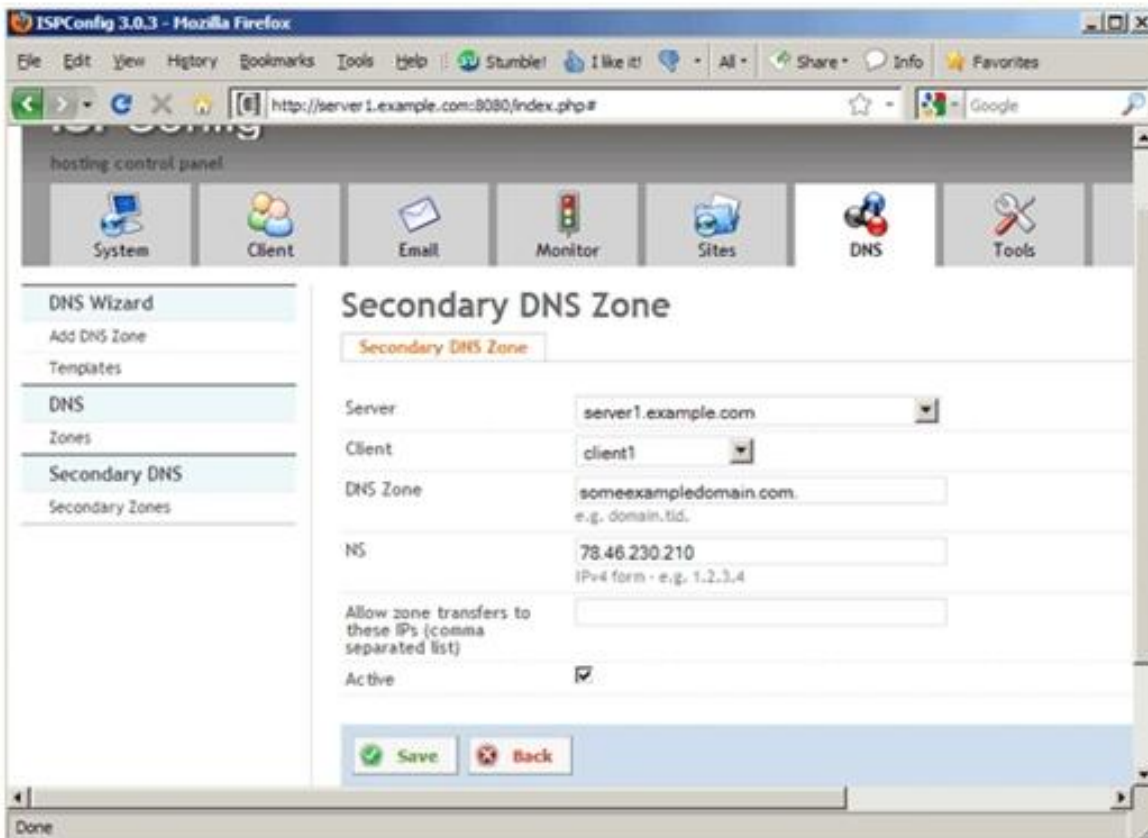 ISPConfig 3.0.3 - Mozilla Firefox
File Edit View History Bookmarks Tools Help Stumble! I like it! All Share Info Favorites
http://server1.example.com:8080/index.php# Google
ISPConfig
hosting control panel
System Client Email Monitor Sites DNS Tools
DNS Wizard
Add DNS Zone
Templates
DNS
Zones
Secondary DNS
Secondary Zones
Secondary DNS Zone
Secondary DNS Zone
Server server1.example.com
Client client1
DNS Zone someexampledomain.com.
e.g. domain.tld.
NS 78.46.230.210
IPv4 form - e.g. 1.2.3.4
Allow zone transfers to
these IPs (comma
separated list)
Active
Save Back
Done